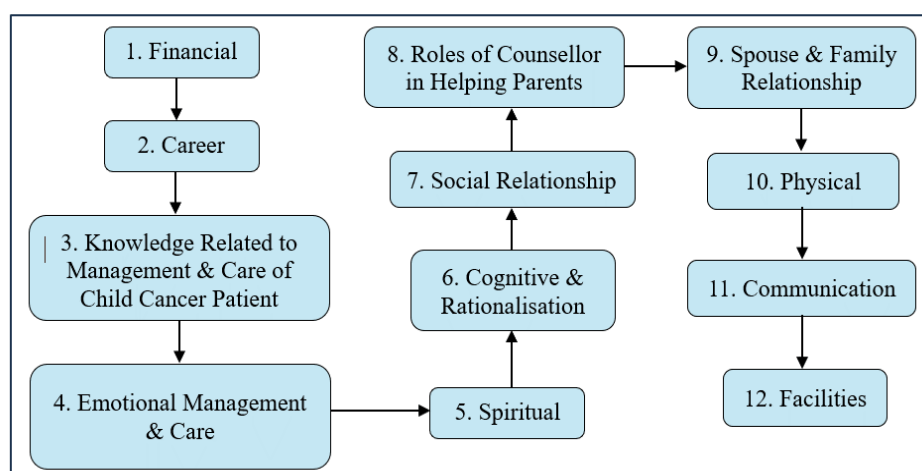 1. Financial
2. Career
3. Knowledge Related to
Management & Care of
Child Cancer Patient
4. Emotional Management
& Care
5. Spiritual
6. Cognitive &
Rationalisation
7. Social Relationship
8. Roles of Counsellor
in Helping Parents
9. Spouse & Family
Relationship
10. Physical
11. Communication
12. Facilities